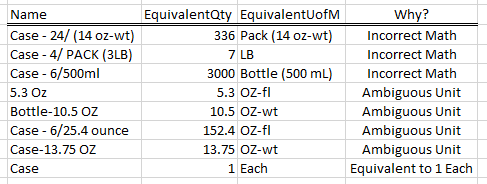 Name EquivalentQty EquivalentUofM Why?
Case - 24/ (14 oz-wt) 336 Pack (14 oz-wt) Incorrect Math
Case - 4/ PACK (3LB) 7 LB Incorrect Math
Case - 6/500ml 3000 Bottle (500 mL) Incorrect Math
5.3 Oz 5.3 OZ-fl Ambiguous Unit
Bottle-10.5 OZ 10.5 OZ-wt Ambiguous Unit
Case - 6/25.4 ounce 152.4 OZ-fl Ambiguous Unit
Case-13.75 OZ 13.75 OZ-wt Ambiguous Unit
Case 1 Each Equivalent to 1 Each